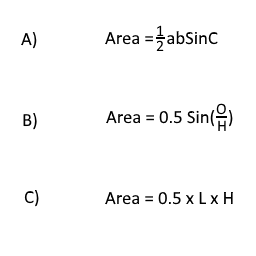 A) Area = ½abSinC
B) Area = 0.5 Sin(O/H)
C) Area = 0.5 x L x H